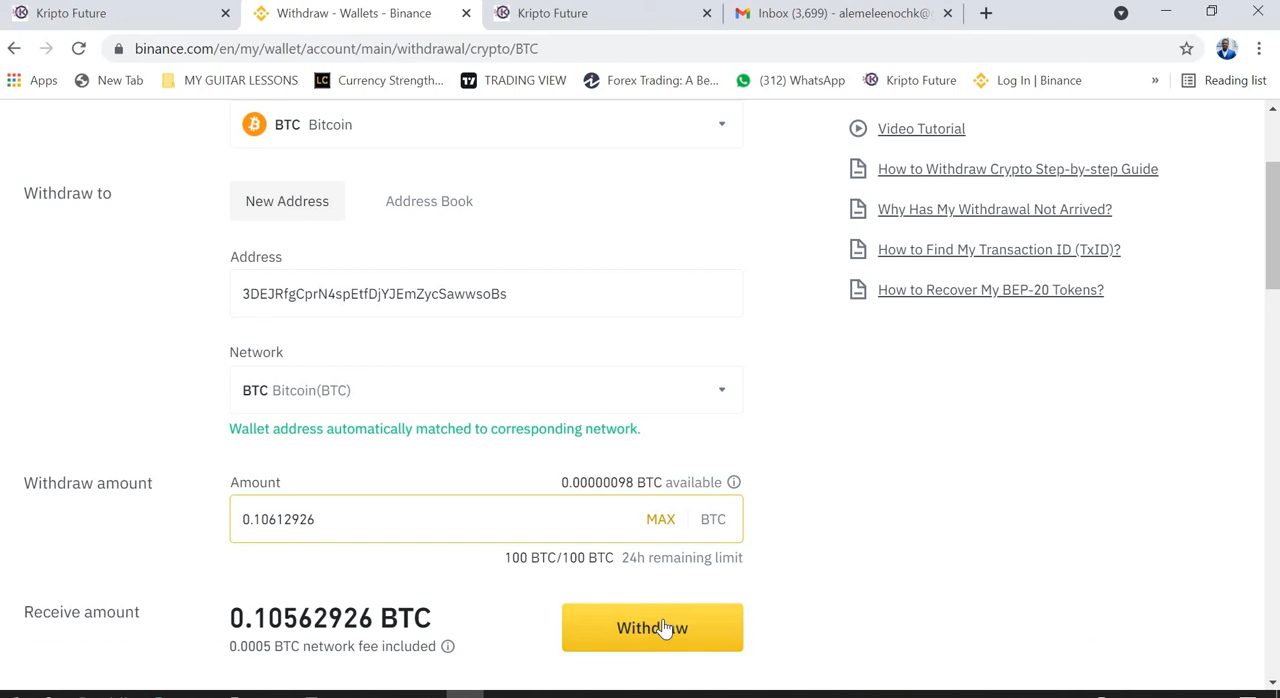 Kripto Future
Withdraw - Wallets - Binance
Kripto Future
Inbox (3,699) - alemeleenochk@g
binance.com/en/my/wallet/account/main/withdrawal/crypto/BTC
Apps
New Tab
MY GUITAR LESSONS
LC Currency Strength...
TRADING VIEW
Forex Trading: A Be...
(312) WhatsApp
Kripto Future
Log In | Binance
»
Reading list
BTC Bitcoin
Video Tutorial
How to Withdraw Crypto Step-by-step Guide
Withdraw to
New Address
Address Book
Why Has My Withdrawal Not Arrived?
How to Find My Transaction ID (TxID)?
How to Recover My BEP-20 Tokens?
Address
3DEJRfgCprN4spEtfDjYJEmZycSawwsoBs
Network
BTC Bitcoin(BTC)
Wallet address automatically matched to corresponding network.
Withdraw amount
Amount
0.00000098 BTC available
0.10612926
MAX
BTC
100 BTC/100 BTC 24h remaining limit
Receive amount
0.10562926 BTC
0.0005 BTC network fee included
Withdraw